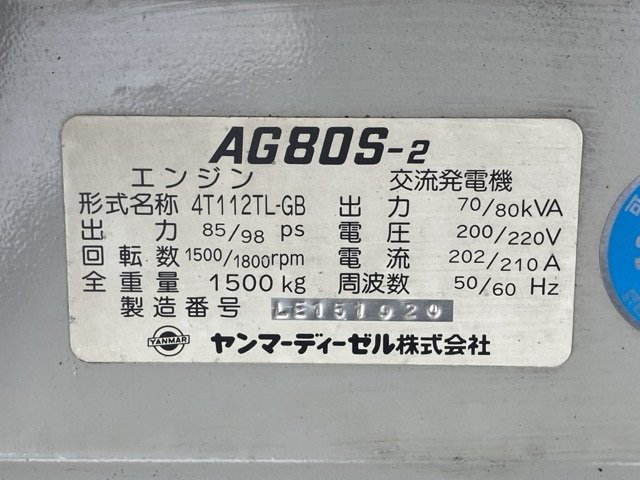 AG80S-2
エンジン 交流発電機
形式名称 4T112TL-GB 出力 70/80kVA
出力 85/98 ps 電圧 200/220V
回転数 1500/1800rpm 電流 202/210A
全重量 1500kg 周波数 50/60 Hz
製造番号 LE151920
YANMAR ヤンマーディーゼル株式会社